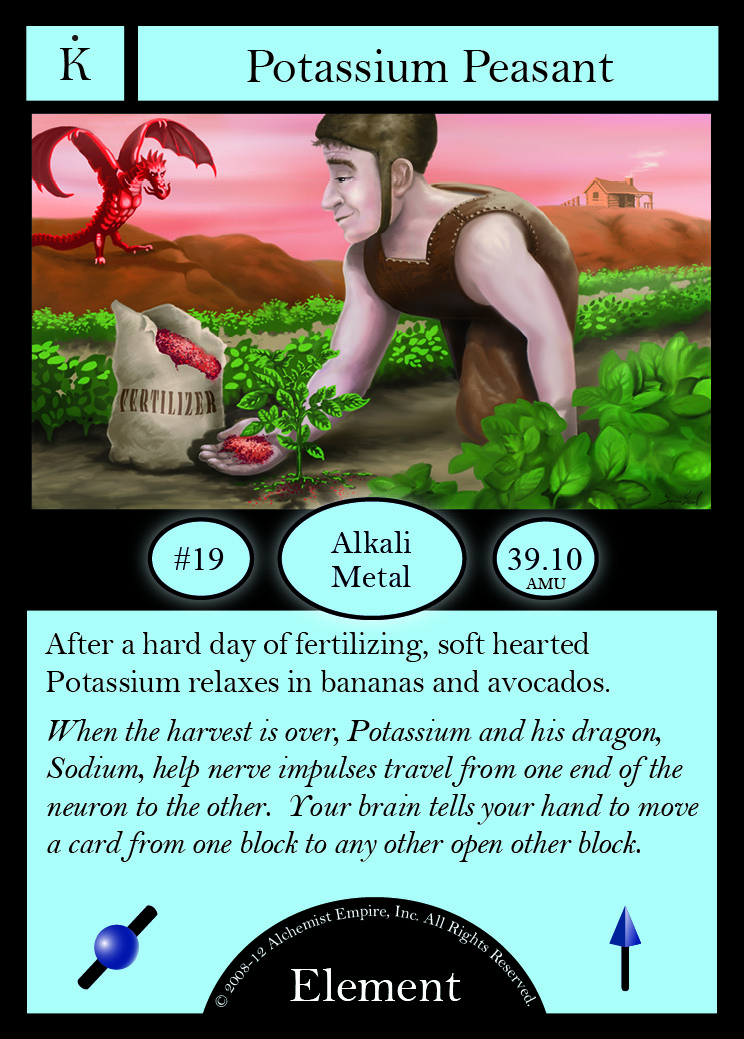 K̇
Potassium Peasant
FERTILIZER
#19
Alkali
Metal
39.10
AMU
After a hard day of fertilizing, soft hearted
Potassium relaxes in bananas and avocados.
When the harvest is over, Potassium and his dragon,
Sodium, help nerve impulses travel from one end of the
neuron to the other.  Your brain tells your hand to move
a card from one block to any other open other block.
© 2008-12 Alchemist Empire, Inc. All Rights Reserved.
Element